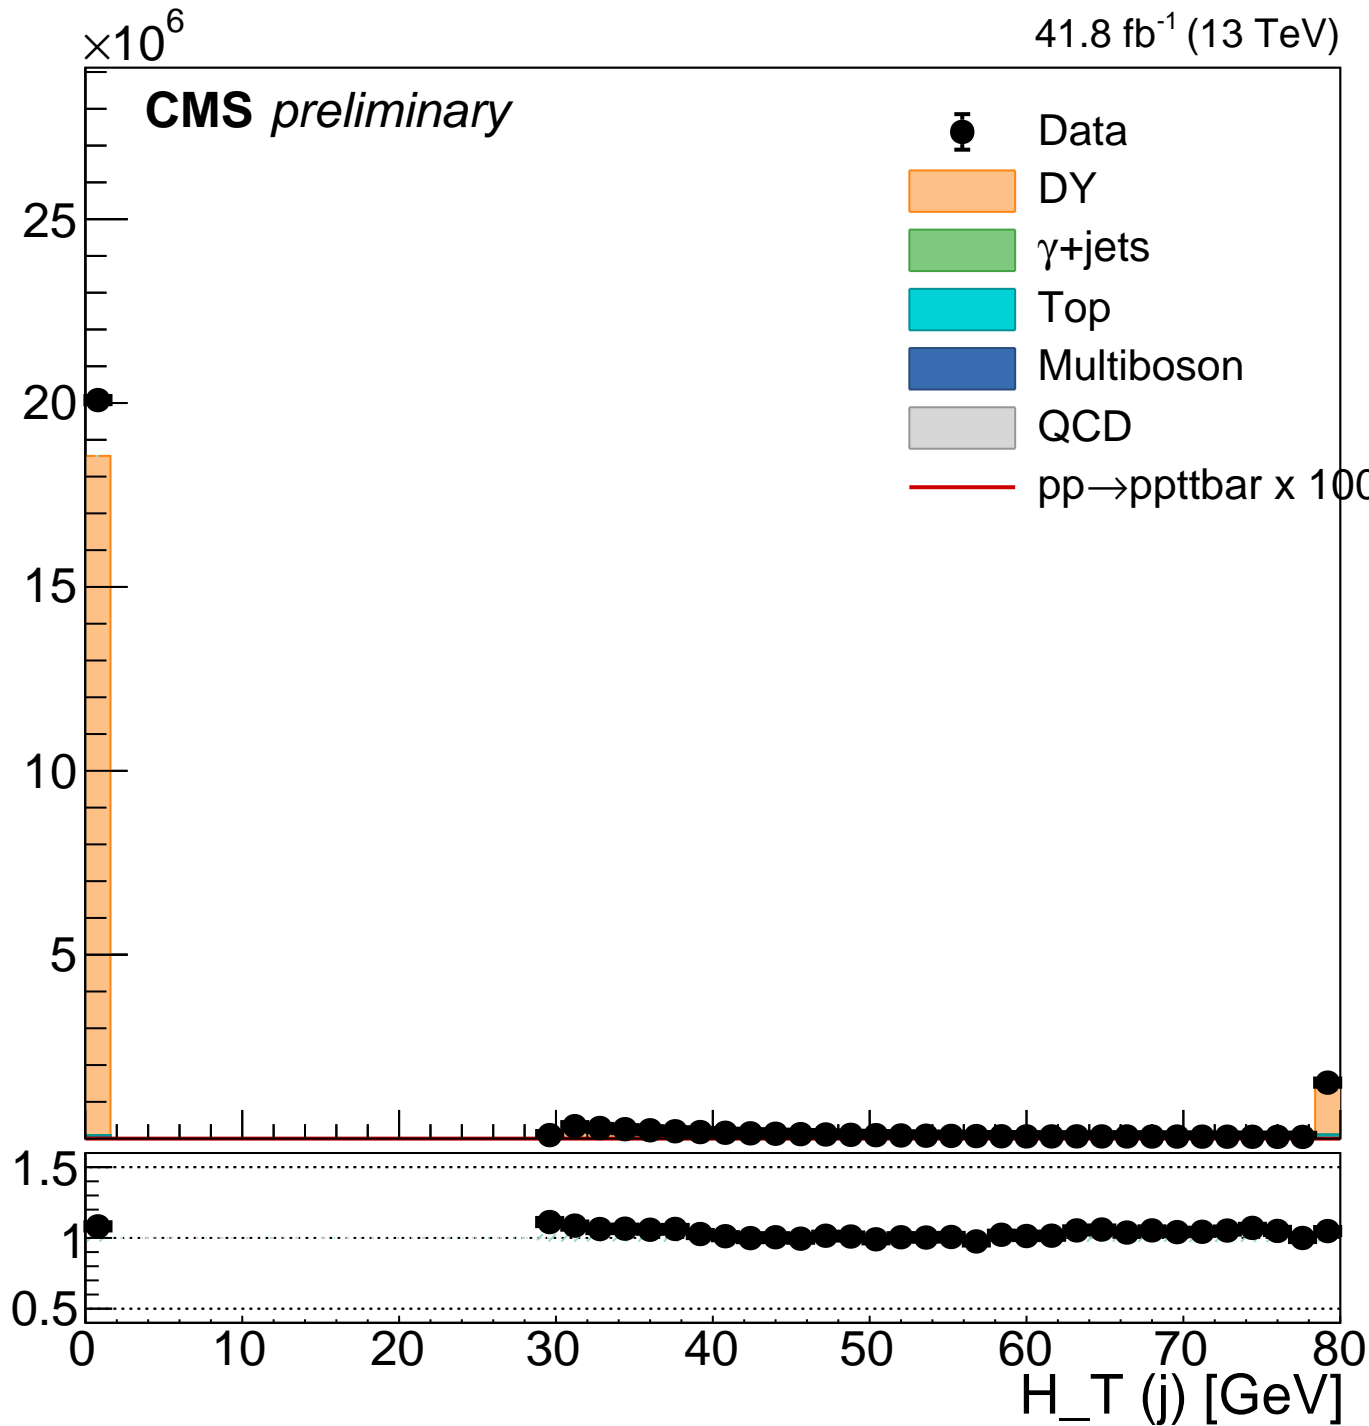 ×10⁶
41.8 fb⁻¹ (13 TeV)
CMS preliminary
Data
DY
γ+jets
Top
Multiboson
QCD
pp→ppttbar x 100
25
20
15
10
5
1.5
1
0.5
0 10 20 30 40 50 60 70 80
H_T (j) [GeV]